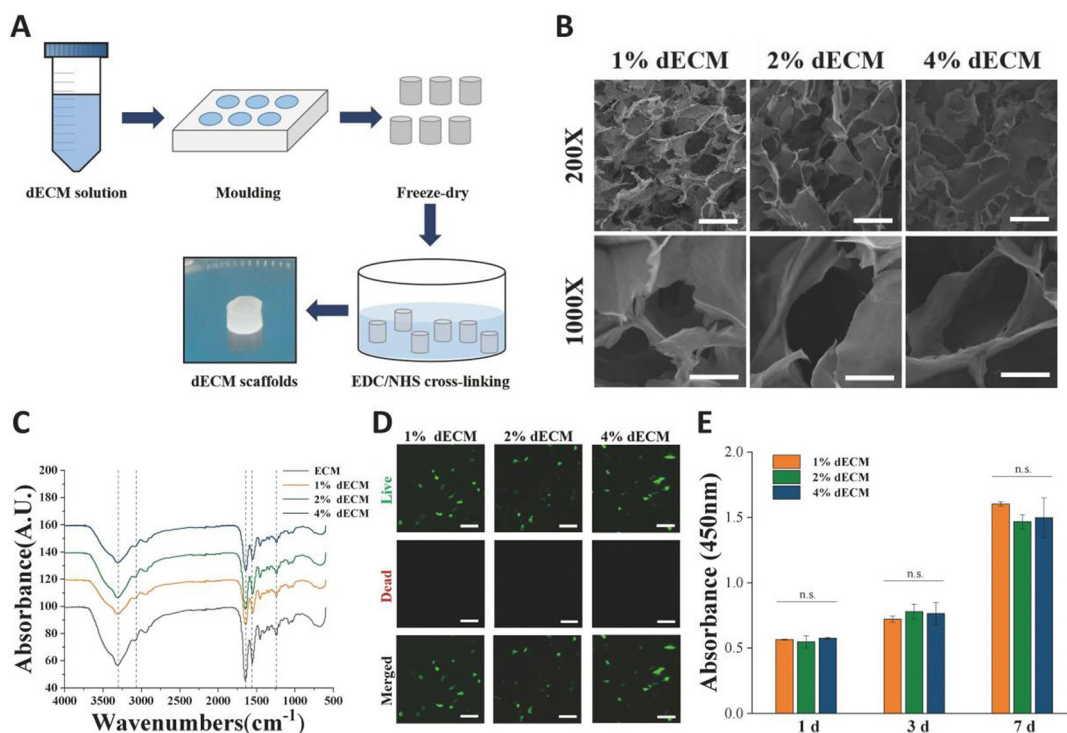 A
dECM solution
Moulding
Freeze-dry
dECM scaffolds
EDC/NHS cross-linking
B
1% dECM 2% dECM 4% dECM
200X
1000X
C
Absorbance(A.U.)
200
180
160
140
120
100
80
60
40
ECM
1% dECM
2% dECM
4% dECM
4000 3500 3000 2500 2000 1500 1000
Wavenumbers(cm⁻¹)
D
1% dECM 2% dECM 4% dECM
Live
Dead
Merged
E
Absorbance (450nm)
2.0
1.5
1.0
0.5
0.0
1% dECM
2% dECM
4% dECM
n.s.
n.s.
n.s.
1 d 3 d 7 d